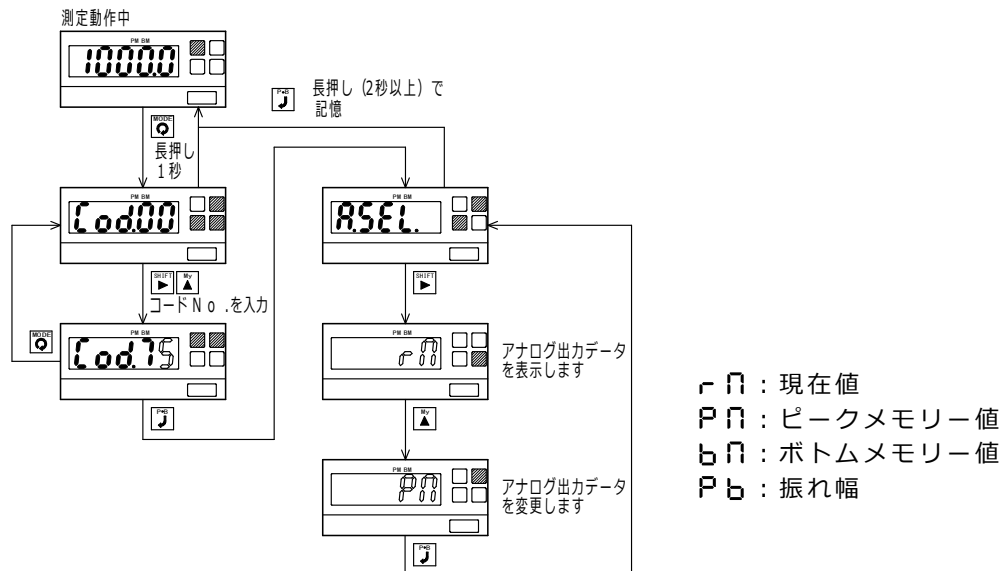 測定動作中
PM BM
1000.0
P•B
長押し (2秒以上) で
記憶
MODE
長押し
1秒
PM BM
Cod.00
PM BM
A.SEL.
SHIFT My
コードNo.を入力
SHIFT
MODE
PM BM
Cod.75
PM BM
rM
アナログ出力データ
を表示します
P•B
My
PM BM
PM
アナログ出力データ
を変更します
P•B
rM:現在値
PM:ピークメモリー値
bM:ボトムメモリー値
Pb:振れ幅